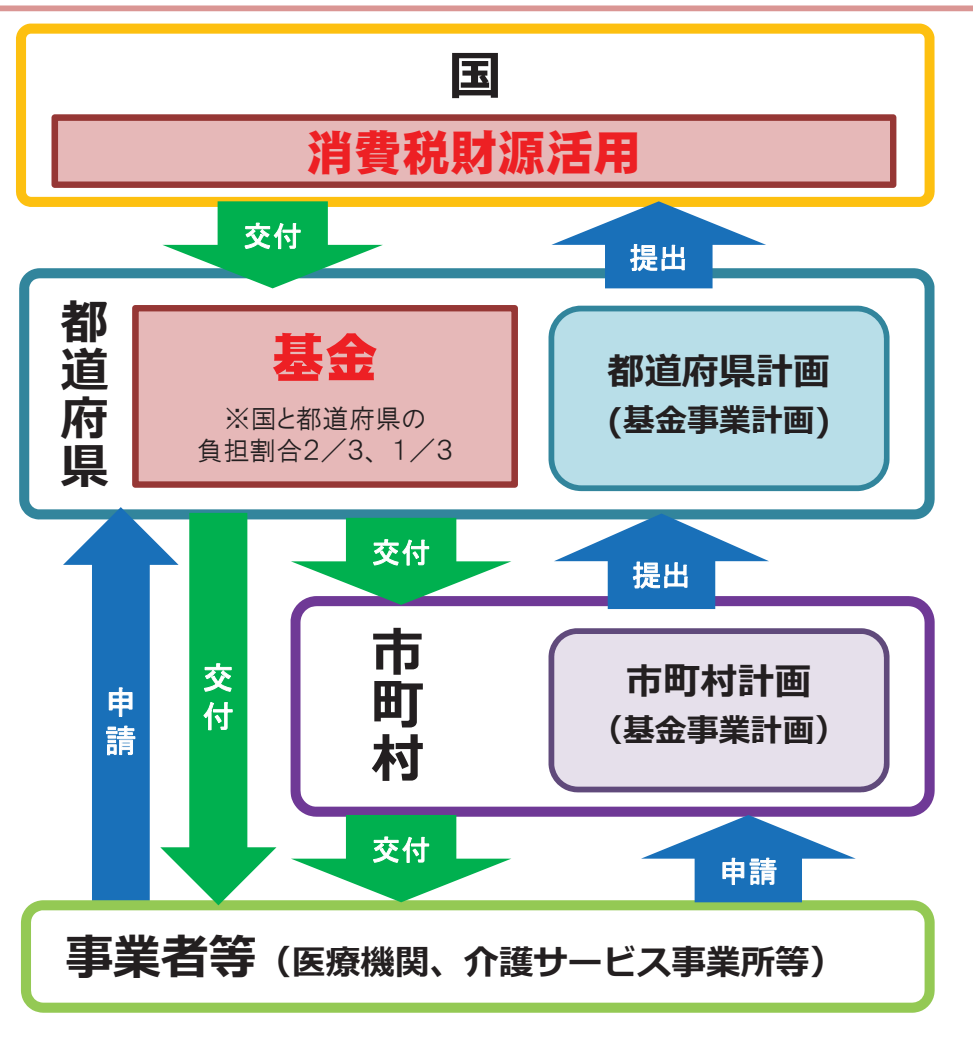 国
消費税財源活用
交付
提出
都道府県
基金
※国と都道府県の
負担割合2／3、1／3
都道府県計画
(基金事業計画)
交付
提出
申請
交付
市町村
市町村計画
（基金事業計画）
交付
申請
事業者等（医療機関、介護サービス事業所等）